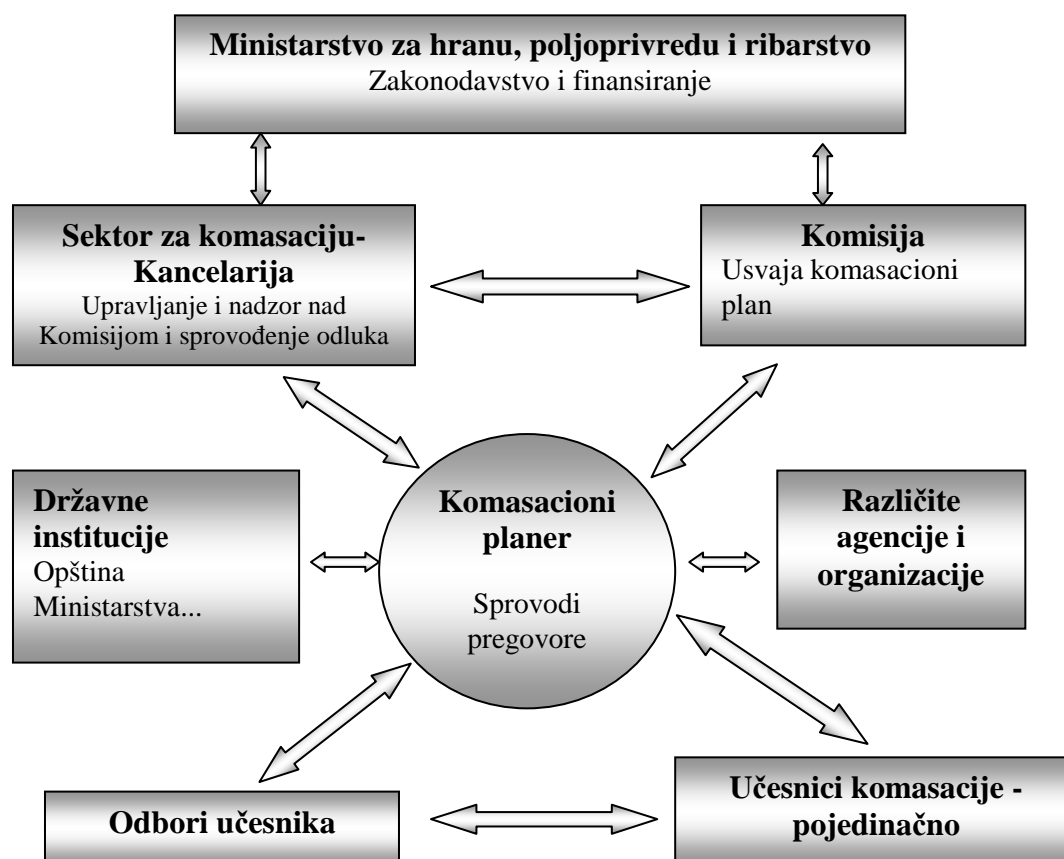 Ministarstvo za hranu, poljoprivredu i ribarstvo
Zakonodavstvo i finansiranje
Sektor za komasaciju-
Kancelarija
Upravljanje i nadzor nad
Komisijom i sprovođenje odluka
Komisija
Usvaja komasacioni
plan
Državne
institucije
Opština
Ministarstva...
Komasacioni
planer
Sprovodi
pregovore
Različite
agencije i
organizacije
Odbori učesnika
Učesnici komasacije -
pojedinačno